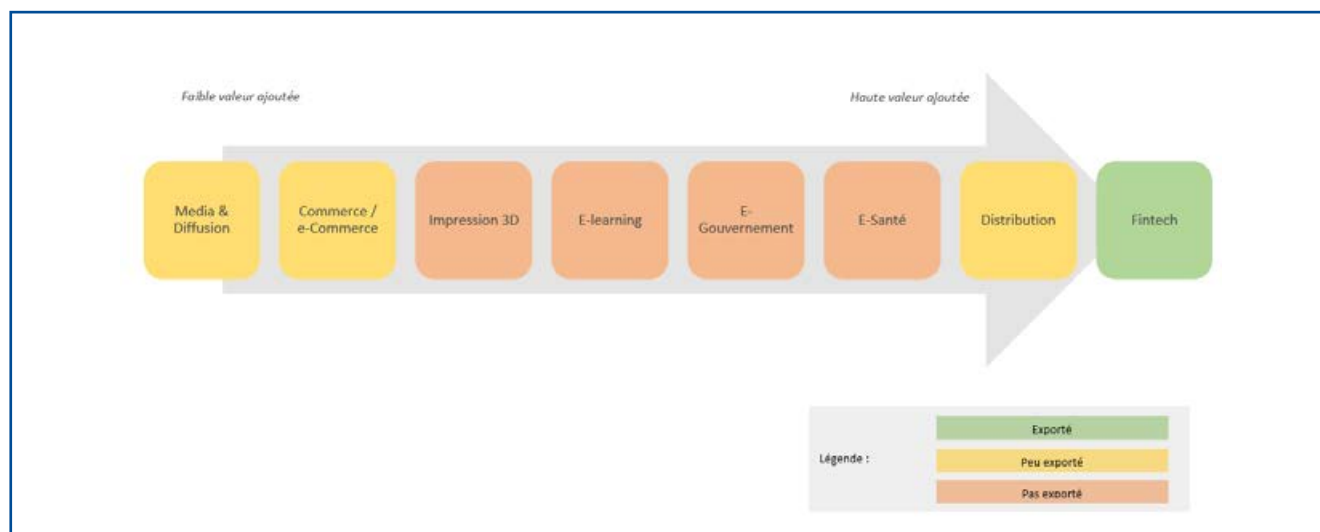 Faible valeur ajoutée
Haute valeur ajoutée
Media &
Diffusion
Commerce /
e-Commerce
Impression 3D
E-learning
E-
Gouvernement
E-Santé
Distribution
Fintech
Légende :
Exporté
Peu exporté
Pas exporté